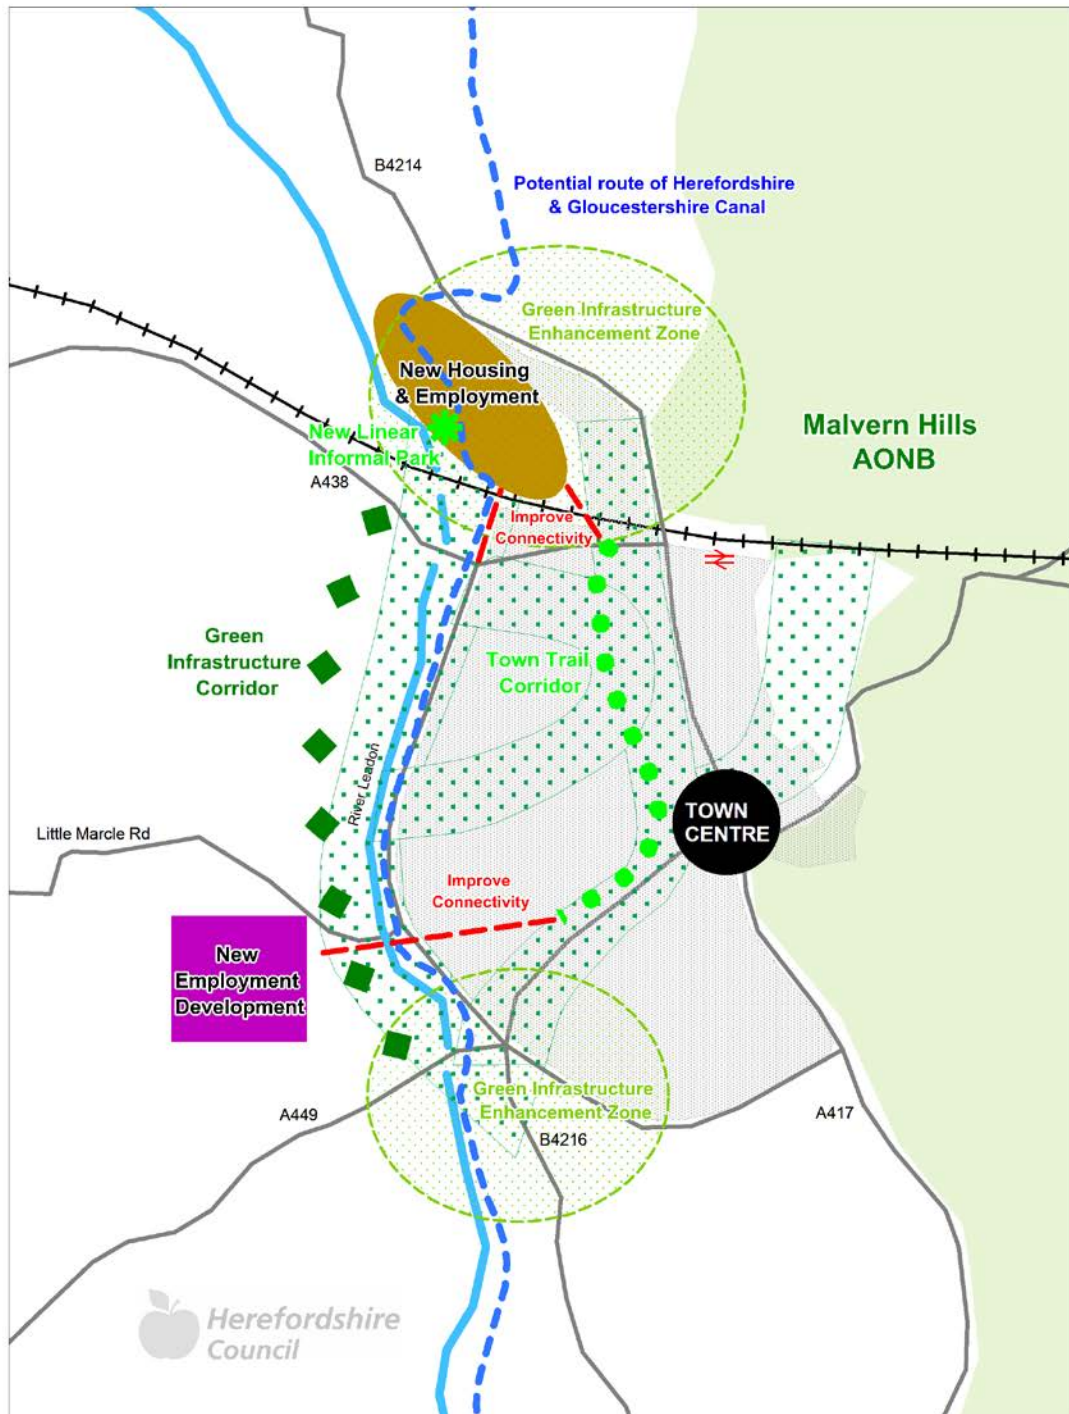 B4214
Potential route of Herefordshire
& Gloucestershire Canal
Green Infrastructure
Enhancement Zone
New Housing
& Employment
New Linear
Informal Park
Malvern Hills
AONB
A438
Improve
Connectivity
Green
Infrastructure
Corridor
Town Trail
Corridor
River Leadon
TOWN
CENTRE
Little Marcle Rd
Improve
Connectivity
New
Employment
Development
Green Infrastructure
Enhancement Zone
A449
B4216
A417
Herefordshire
Council